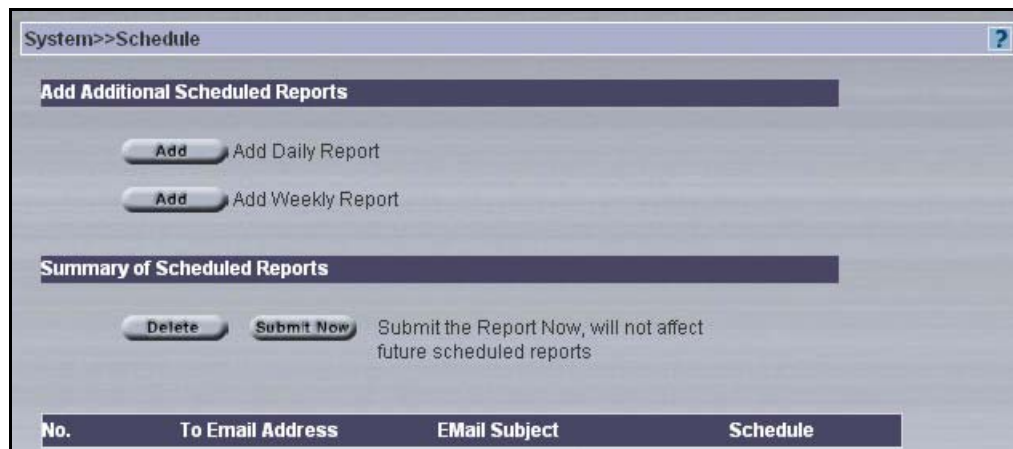 System>>Schedule ?
Add Additional Scheduled Reports
Add Add Daily Report
Add Add Weekly Report
Summary of Scheduled Reports
Delete Submit Now Submit the Report Now, will not affect
future scheduled reports
No. To Email Address EMail Subject Schedule